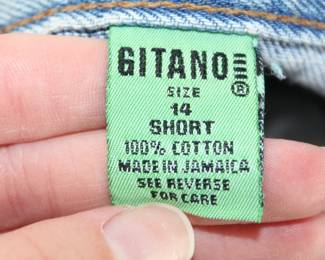 GITANO ®
SIZE
14
SHORT
100% COTTON
MADE IN JAMAICA
SEE REVERSE
FOR CARE